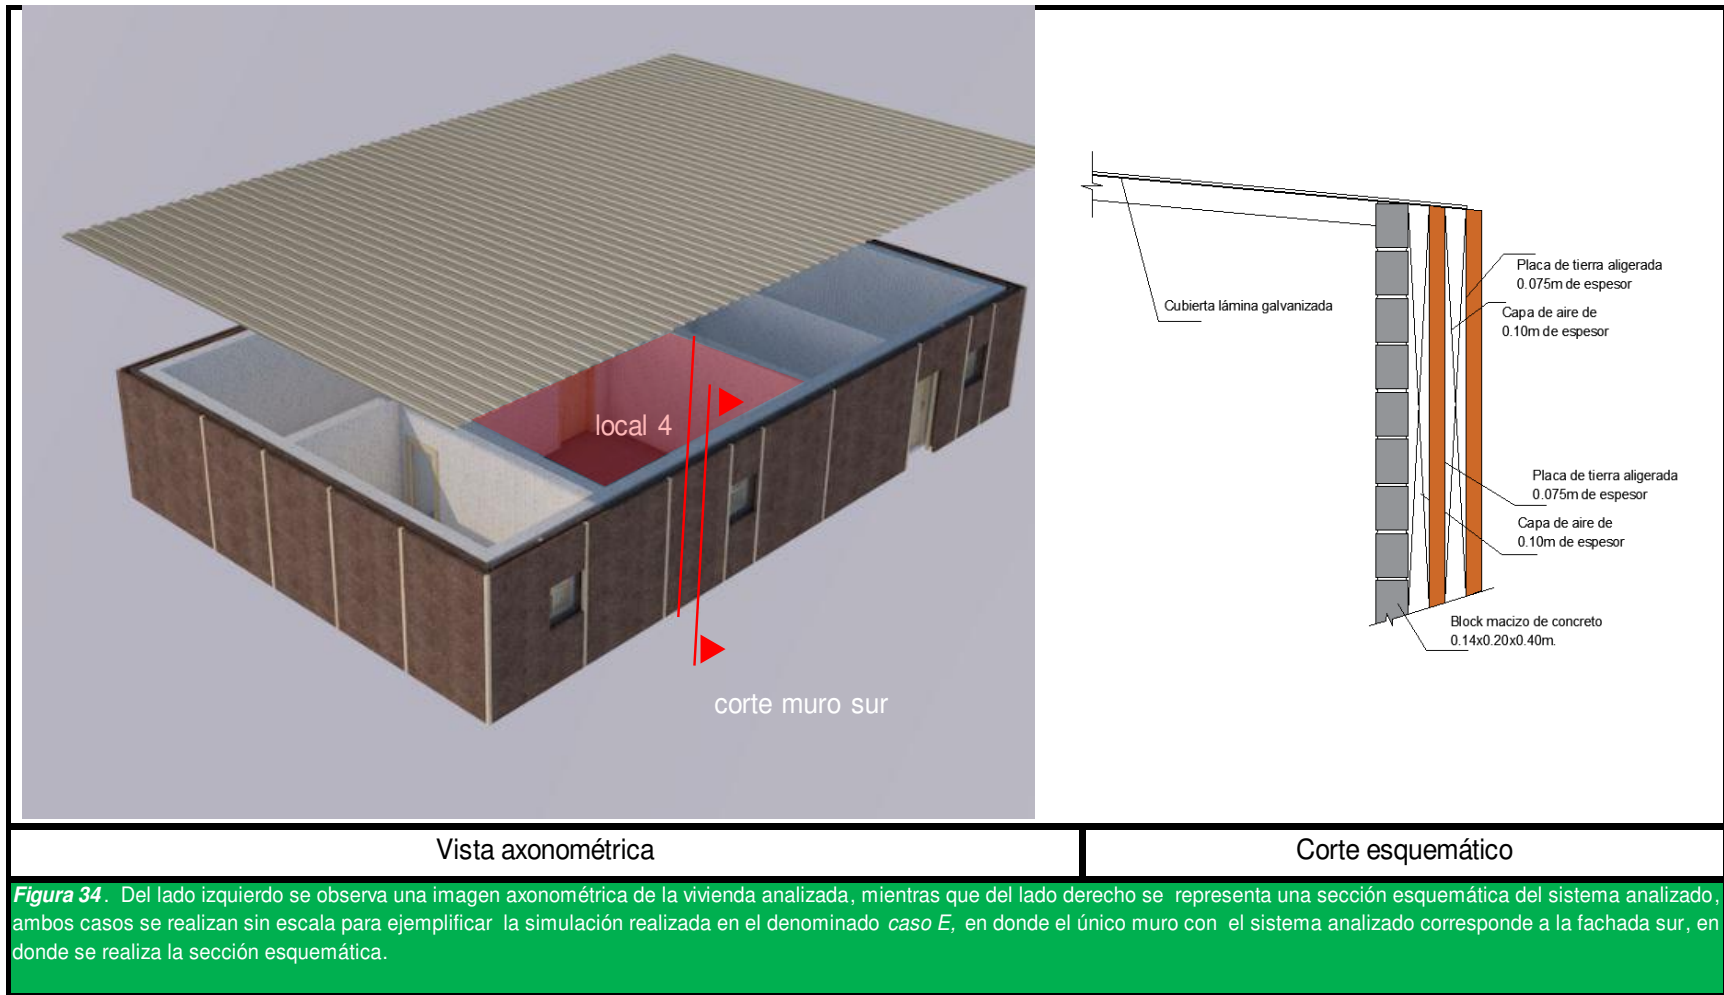 local 4
corte muro sur
Cubierta lámina galvanizada
Placa de tierra aligerada
0.075m de espesor
Capa de aire de
0.10m de espesor
Placa de tierra aligerada
0.075m de espesor
Capa de aire de
0.10m de espesor
Block macizo de concreto
0.14x0.20x0.40m.
Vista axonométrica
Corte esquemático
Figura 34. Del lado izquierdo se observa una imagen axonométrica de la vivienda analizada, mientras que del lado derecho se representa una sección esquemática del sistema analizado,
ambos casos se realizan sin escala para ejemplificar la simulación realizada en el denominado caso E, en donde el único muro con el sistema analizado corresponde a la fachada sur, en
donde se realiza la sección esquemática.